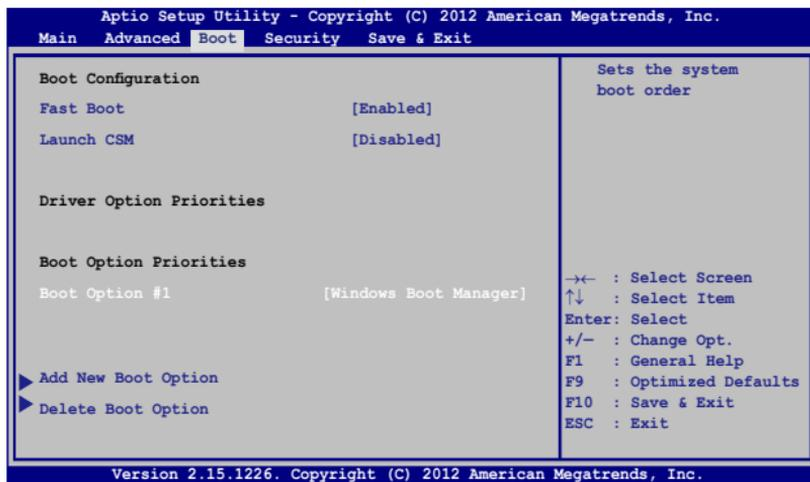 Aptio Setup Utility - Copyright (C) 2012 American Megatrends, Inc.
Main Advanced Boot Security Save & Exit
Boot Configuration
Fast Boot [Enabled]
Launch CSM [Disabled]
Driver Option Priorities
Boot Option Priorities
Boot Option #1 [Windows Boot Manager]
Add New Boot Option
Delete Boot Option
Sets the system
boot order
→← : Select Screen
↑↓ : Select Item
Enter: Select
+/— : Change Opt.
F1 : General Help
F9 : Optimized Defaults
F10 : Save & Exit
ESC : Exit
Version 2.15.1226. Copyright (C) 2012 American Megatrends, Inc.